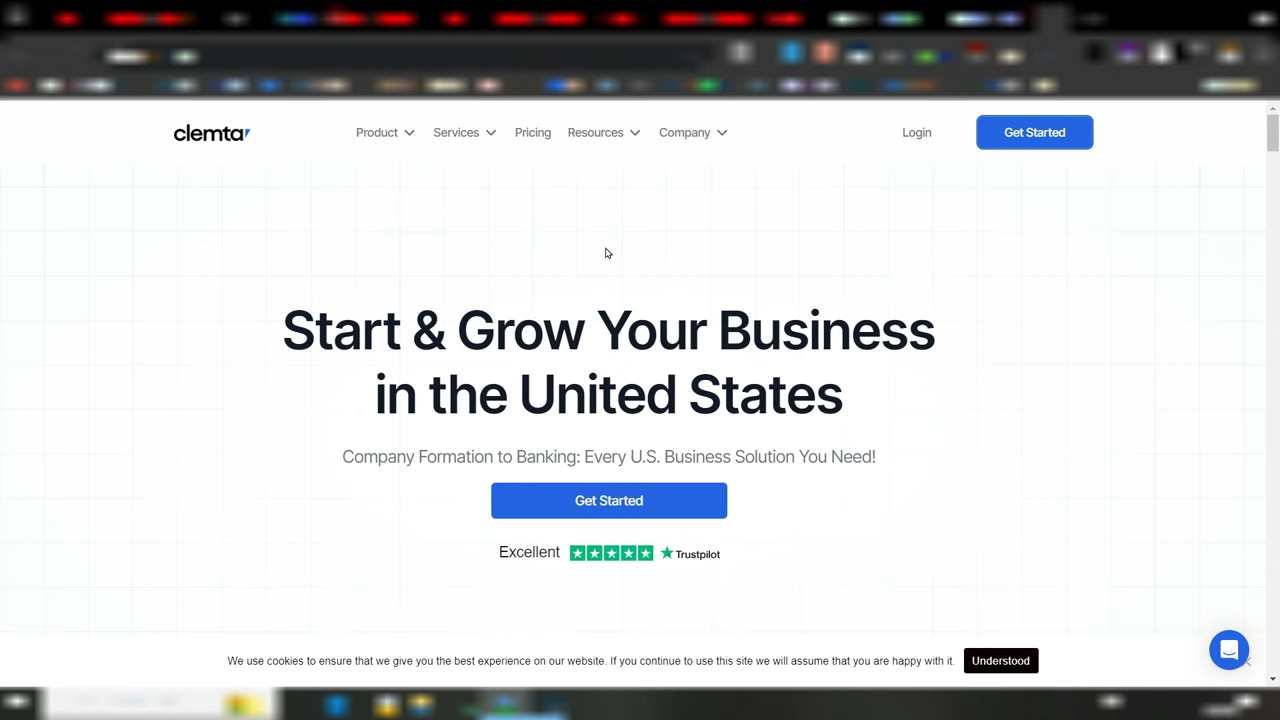 clemta
Product Services Pricing Resources Company Login Get Started
Start & Grow Your Business
in the United States
Company Formation to Banking: Every U.S. Business Solution You Need!
Get Started
Excellent Trustpilot
We use cookies to ensure that we give you the best experience on our website. If you continue to use this site we will assume that you are happy with it. Understood